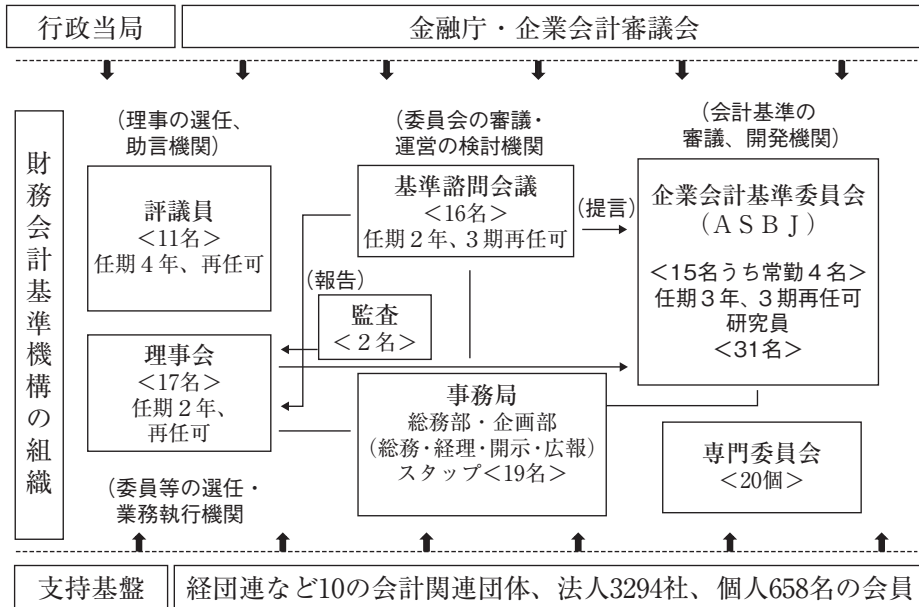 行政当局
金融庁・企業会計審議会
財務会計基準機構の組織
(理事の選任、
助言機関)
評議員
<11名>
任期４年、再任可
(委員会の審議・
運営の検討機関
基準諮問会議
<16名>
任期２年、３期再任可
(提言)
(会計基準の
審議、開発機関)
企業会計基準委員会
(ＡＳＢＪ)
<15名うち常勤４名>
任期３年、３期再任可
研究員
<31名>
(報告)
監査
<２名>
理事会
<17名>
任期２年、
再任可
(委員等の選任・
業務執行機関
事務局
総務部・企画部
(総務・経理・開示・広報)
スタップ<19名>
専門委員会
<20個>
支持基盤
経団連など10の会計関連団体、法人3294社、個人658名の会員